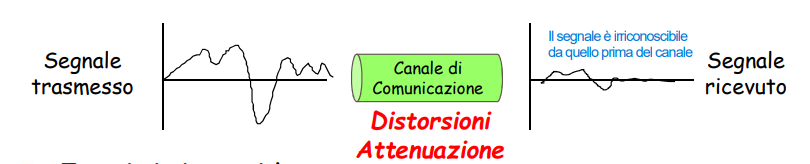 Segnale
trasmesso
Canale di
Comunicazione
Distorsioni
Attenuazione
Il segnale è irriconoscibile
da quello prima del canale
Segnale
ricevuto